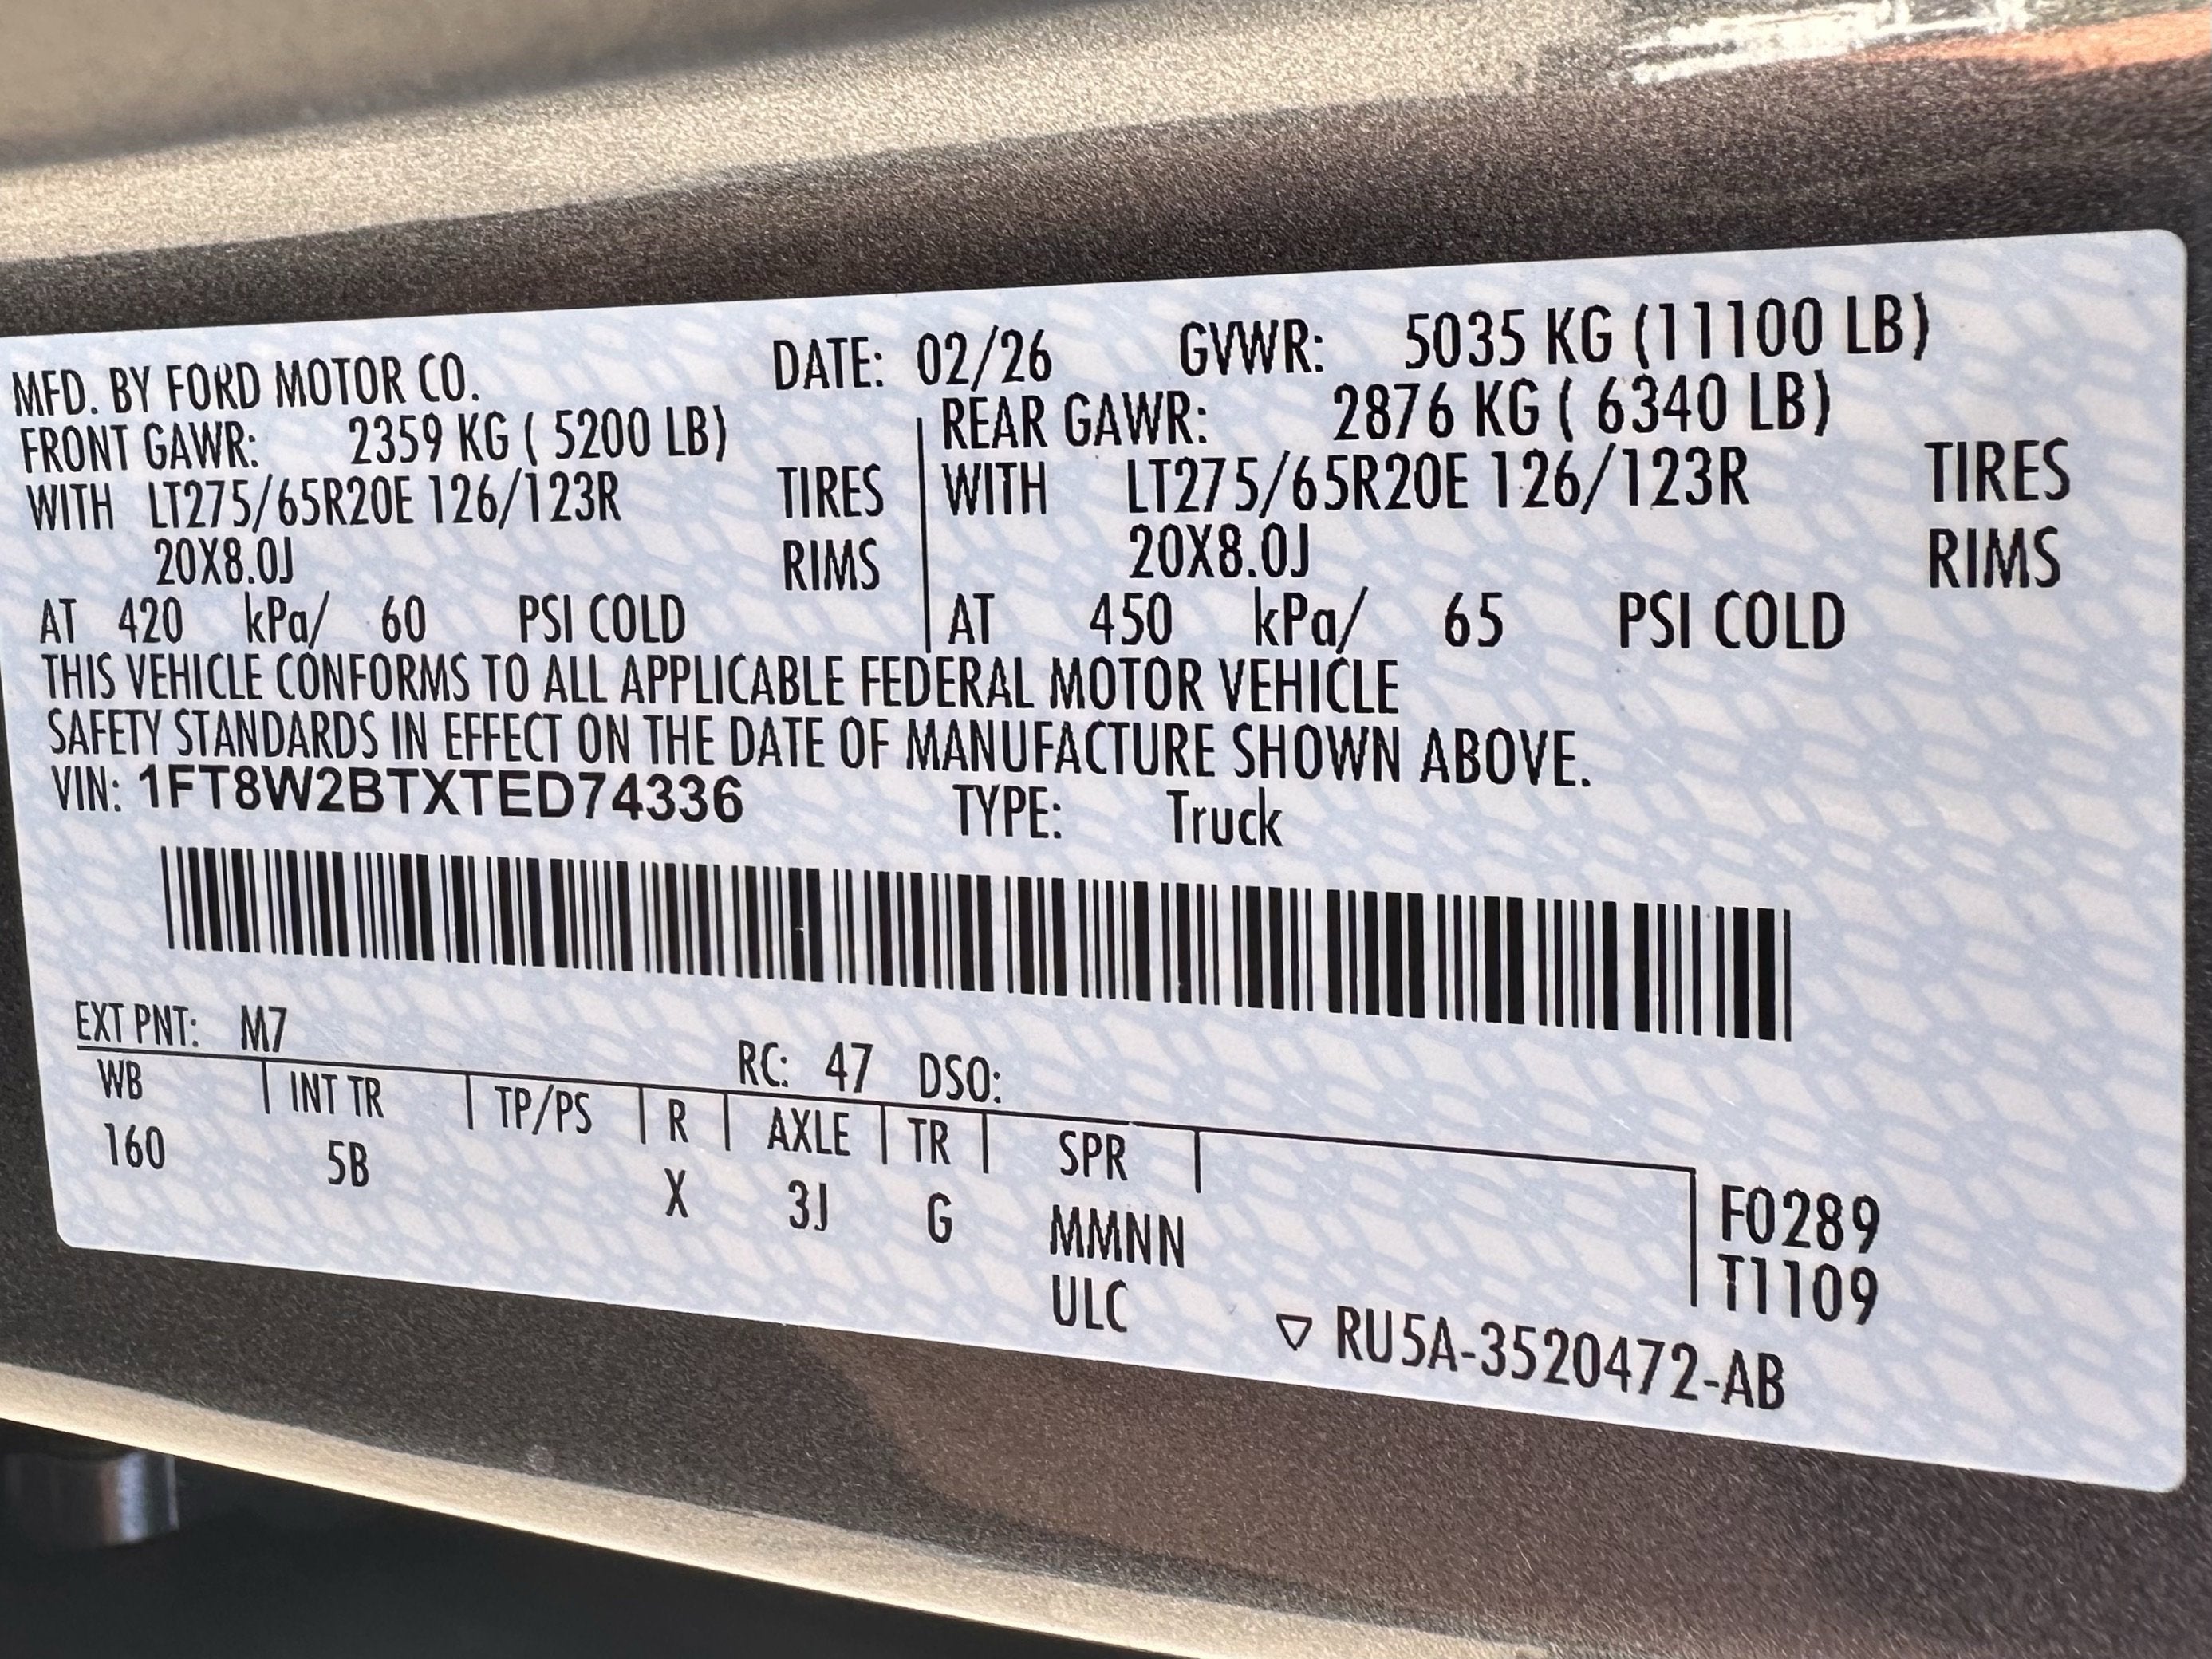 MFD. BY FORD MOTOR CO. DATE: 02/26 GVWR: 5035 KG (11100 LB)
FRONT GAWR: 2359 KG ( 5200 LB) REAR GAWR: 2876 KG ( 6340 LB)
WITH LT275/65R20E 126/123R TIRES WITH LT275/65R20E 126/123R TIRES
20X8.0J RIMS 20X8.0J RIMS
AT 420 kPa/ 60 PSI COLD AT 450 kPa/ 65 PSI COLD
THIS VEHICLE CONFORMS TO ALL APPLICABLE FEDERAL MOTOR VEHICLE
SAFETY STANDARDS IN EFFECT ON THE DATE OF MANUFACTURE SHOWN ABOVE.
VIN: 1FT8W2BTXTED74336 TYPE: Truck
EXT PNT: M7 RC: 47 DSO:
WB INT TR TP/PS R AXLE TR SPR
160 5B X 3J G MMNN F0289
ULC T1109
▽ RU5A-3520472-AB